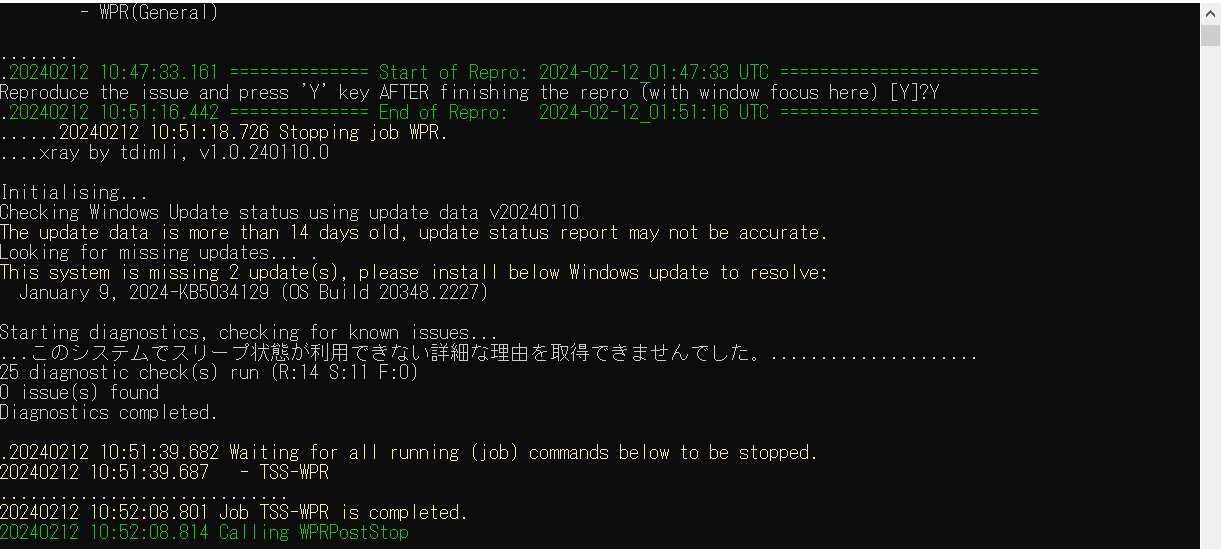 - WPR(General)
........
.20240212 10:47:33.161 ============== Start of Repro: 2024-02-12_01:47:33 UTC ==========================
Reproduce the issue and press 'Y' key AFTER finishing the repro (with window focus here) [Y]?Y
.20240212 10:51:16.442 ============== End of Repro:   2024-02-12_01:51:16 UTC ==========================
......20240212 10:51:18.726 Stopping job WPR.
....xray by tdimli, v1.0.240110.0
Initialising...
Checking Windows Update status using update data v20240110
The update data is more than 14 days old, update status report may not be accurate.
Looking for missing updates... .
This system is missing 2 update(s), please install below Windows update to resolve:
January 9, 2024-KB5034129 (OS Build 20348.2227)
Starting diagnostics, checking for known issues...
...このシステムでスリープ状態が利用できない詳細な理由を取得できませんでした。.....................
25 diagnostic check(s) run (R:14 S:11 F:0)
0 issue(s) found
Diagnostics completed.
.20240212 10:51:39.682 Waiting for all running (job) commands below to be stopped.
20240212 10:51:39.687   - TSS-WPR
.............................
20240212 10:52:08.801 Job TSS-WPR is completed.
20240212 10:52:08.814 Calling WPRPostStop